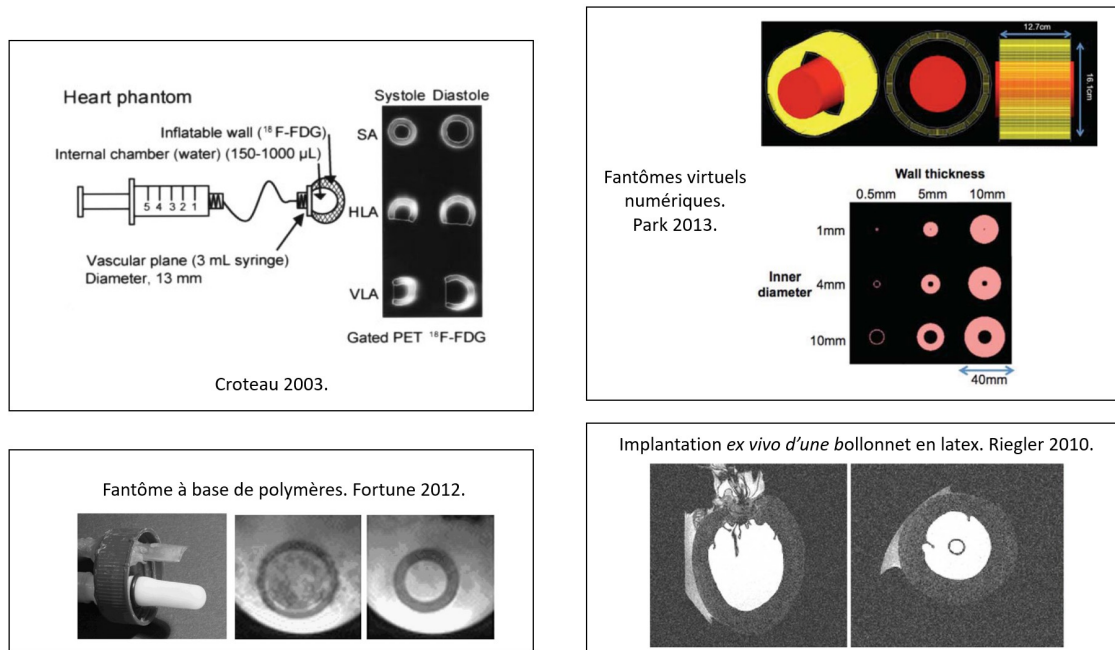 Heart phantom
Systole Diastole
Inflatable wall (¹⁸F-FDG)
SA
Internal chamber (water) (150-1000 µL)
5 4 3 2 1
HLA
Vascular plane (3 mL syringe)
Diameter, 13 mm
VLA
Gated PET ¹⁸F-FDG
Croteau 2003.
12.7cm
16.1cm
Fantômes virtuels
numériques.
Park 2013.
Wall thickness
0.5mm 5mm 10mm
1mm
Inner
diameter
4mm
10mm
40mm
Fantôme à base de polymères. Fortune 2012.
Implantation ex vivo d’une bollonnet en latex. Riegler 2010.